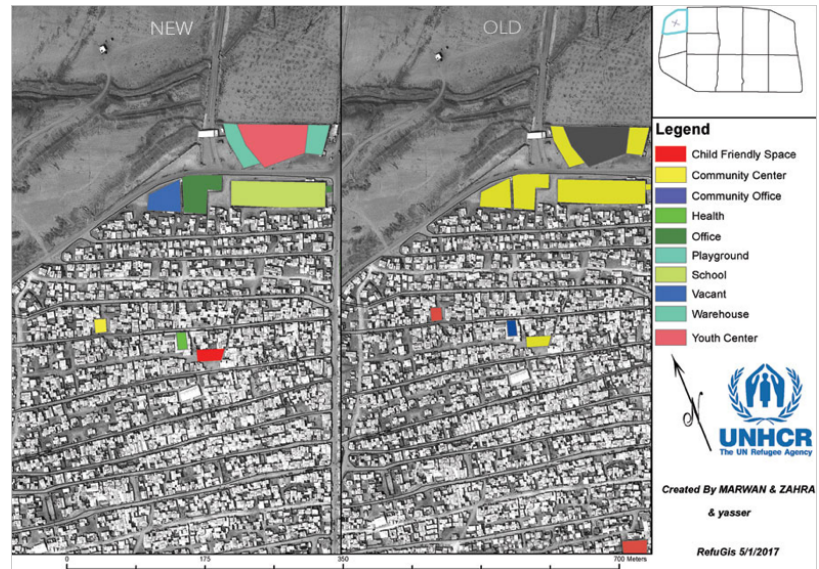 NEW
OLD
Legend
Child Friendly Space
Community Center
Community Office
Health
Office
Playground
School
Vacant
Warehouse
Youth Center
N
UNHCR
The UN Refugee Agency
Created By MARWAN & ZAHRA
& yasser
RefuGis 5/1/2017
0 175 350 700 Meters